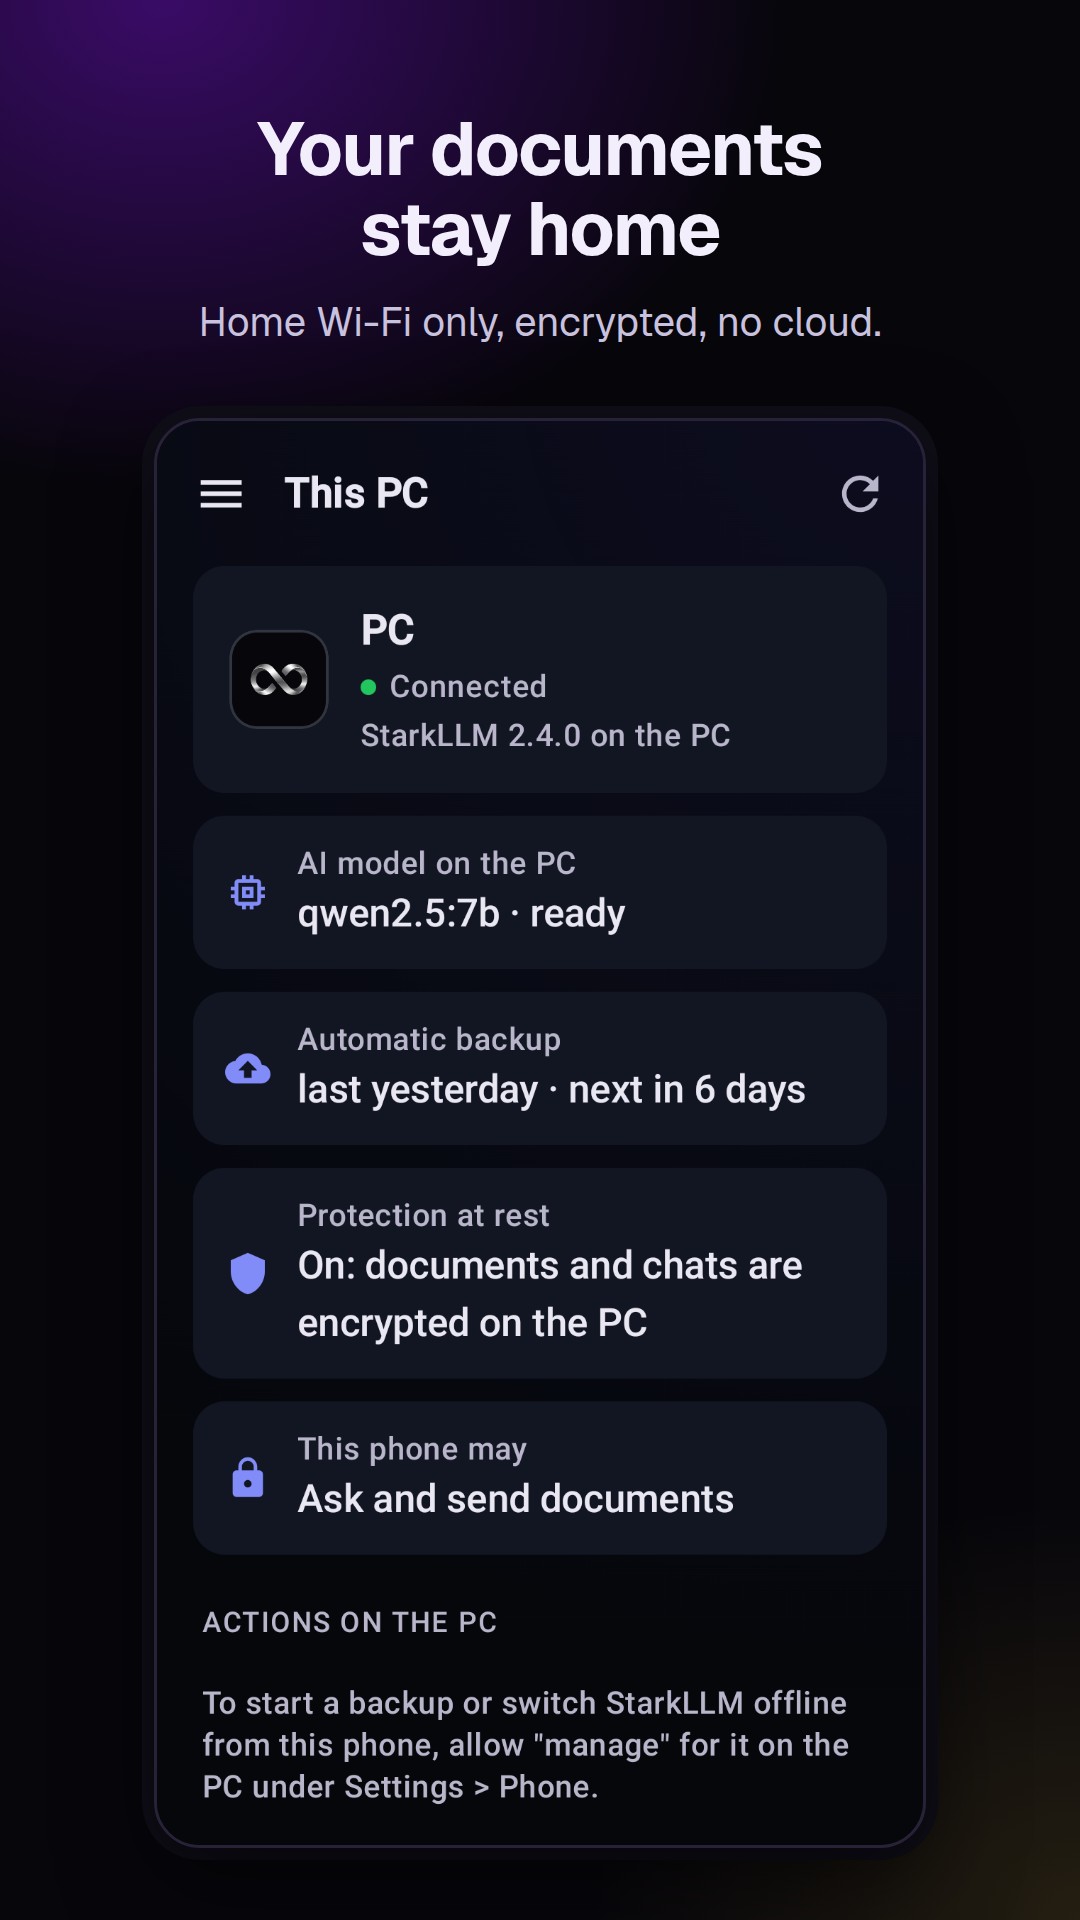 Your documents
stay home
Home Wi-Fi only, encrypted, no cloud.
This PC
PC
Connected
StarkLLM 2.4.0 on the PC
AI model on the PC
qwen2.5:7b · ready
Automatic backup
last yesterday · next in 6 days
Protection at rest
On: documents and chats are
encrypted on the PC
This phone may
Ask and send documents
ACTIONS ON THE PC
To start a backup or switch StarkLLM offline
from this phone, allow "manage" for it on the
PC under Settings > Phone.